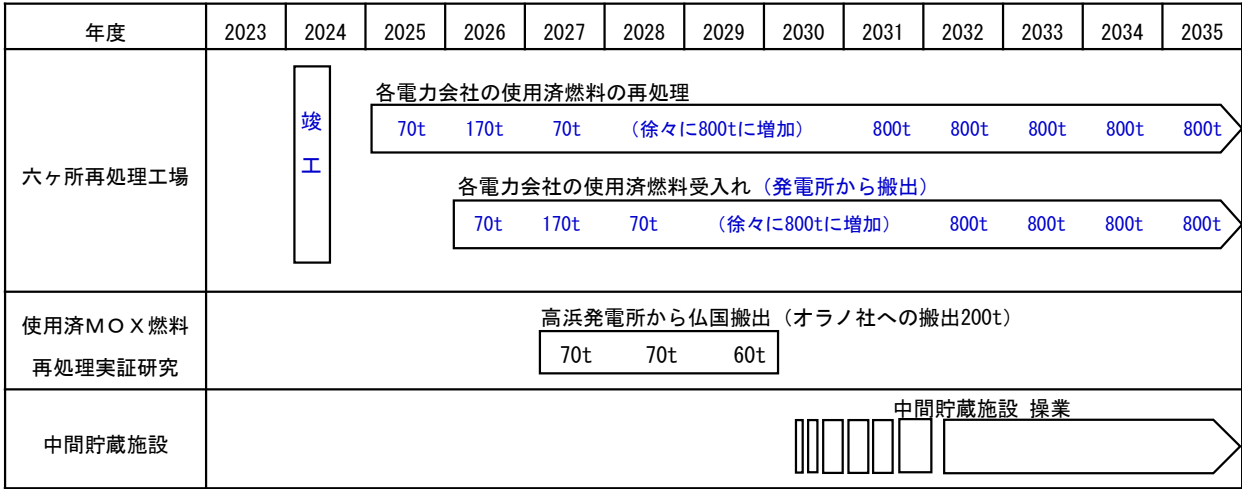 年度 2023 2024 2025 2026 2027 2028 2029 2030 2031 2032 2033 2034 2035
六ヶ所再処理工場
竣工
各電力会社の使用済燃料の再処理
70t 170t 70t （徐々に800tに増加） 800t 800t 800t 800t 800t
各電力会社の使用済燃料受入れ（発電所から搬出）
70t 170t 70t （徐々に800tに増加） 800t 800t 800t 800t
使用済ＭＯＸ燃料
再処理実証研究
高浜発電所から仏国搬出（オラノ社への搬出200t）
70t 70t 60t
中間貯蔵施設
中間貯蔵施設 操業